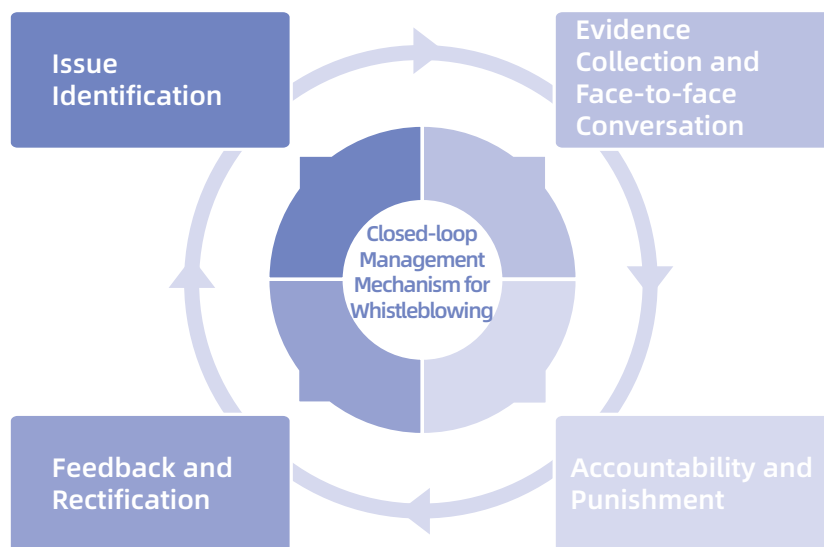 Issue
Identification
Evidence
Collection and
Face-to-face
Conversation
Closed-loop
Management
Mechanism for
Whistleblowing
Feedback and
Rectification
Accountability and
Punishment